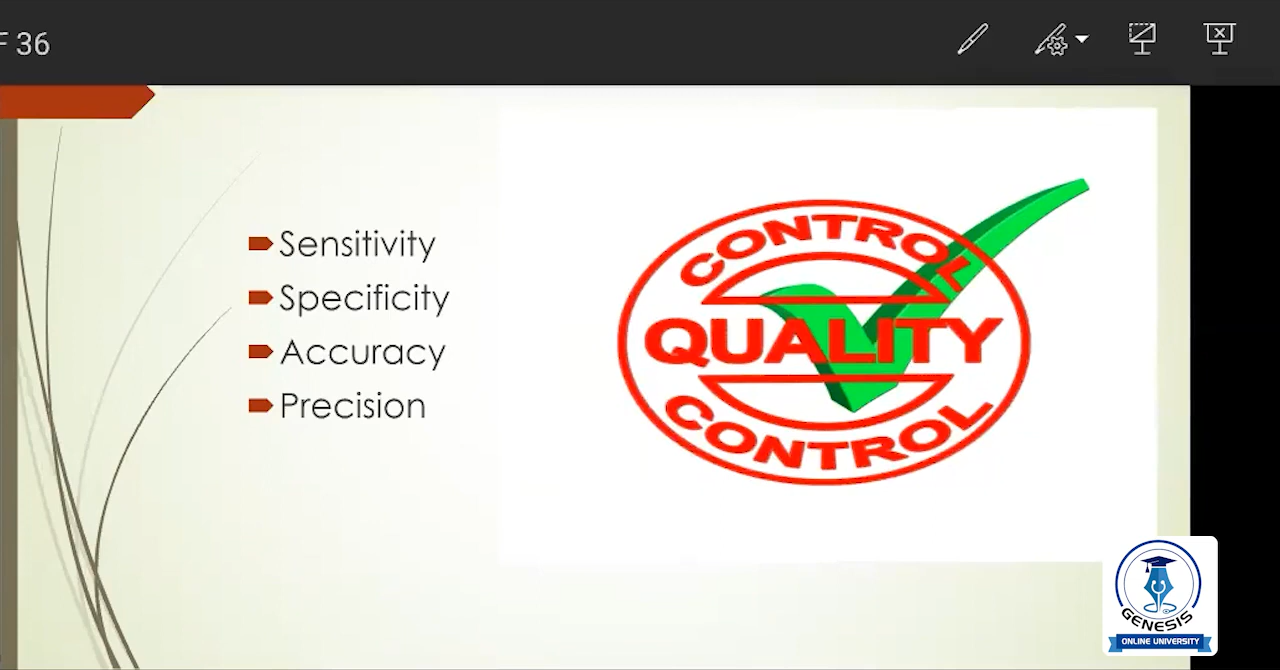 F 36
Sensitivity
Specificity
Accuracy
Precision
CONTROL
QUALITY
CONTROL
GENESIS
ONLINE UNIVERSITY